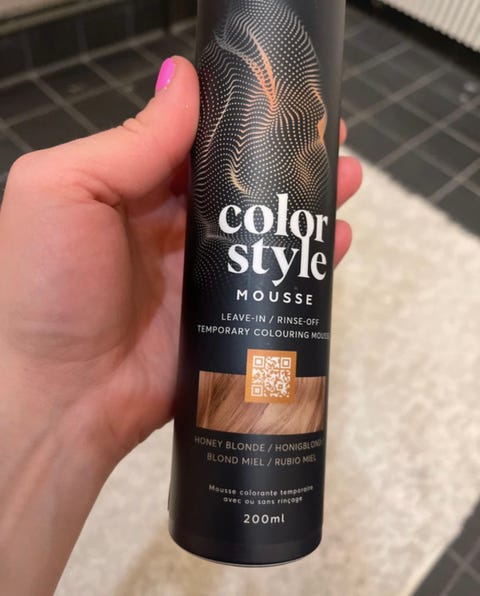 color
style
MOUSSE
LEAVE-IN / RINSE-OFF
TEMPORARY COLOURING
HONEY BLONDE / HONIGBLOND /
BLOND MIEL / RUBIO MIEL
Mousse colorante temporaire
avec ou sans rinçage
200ml